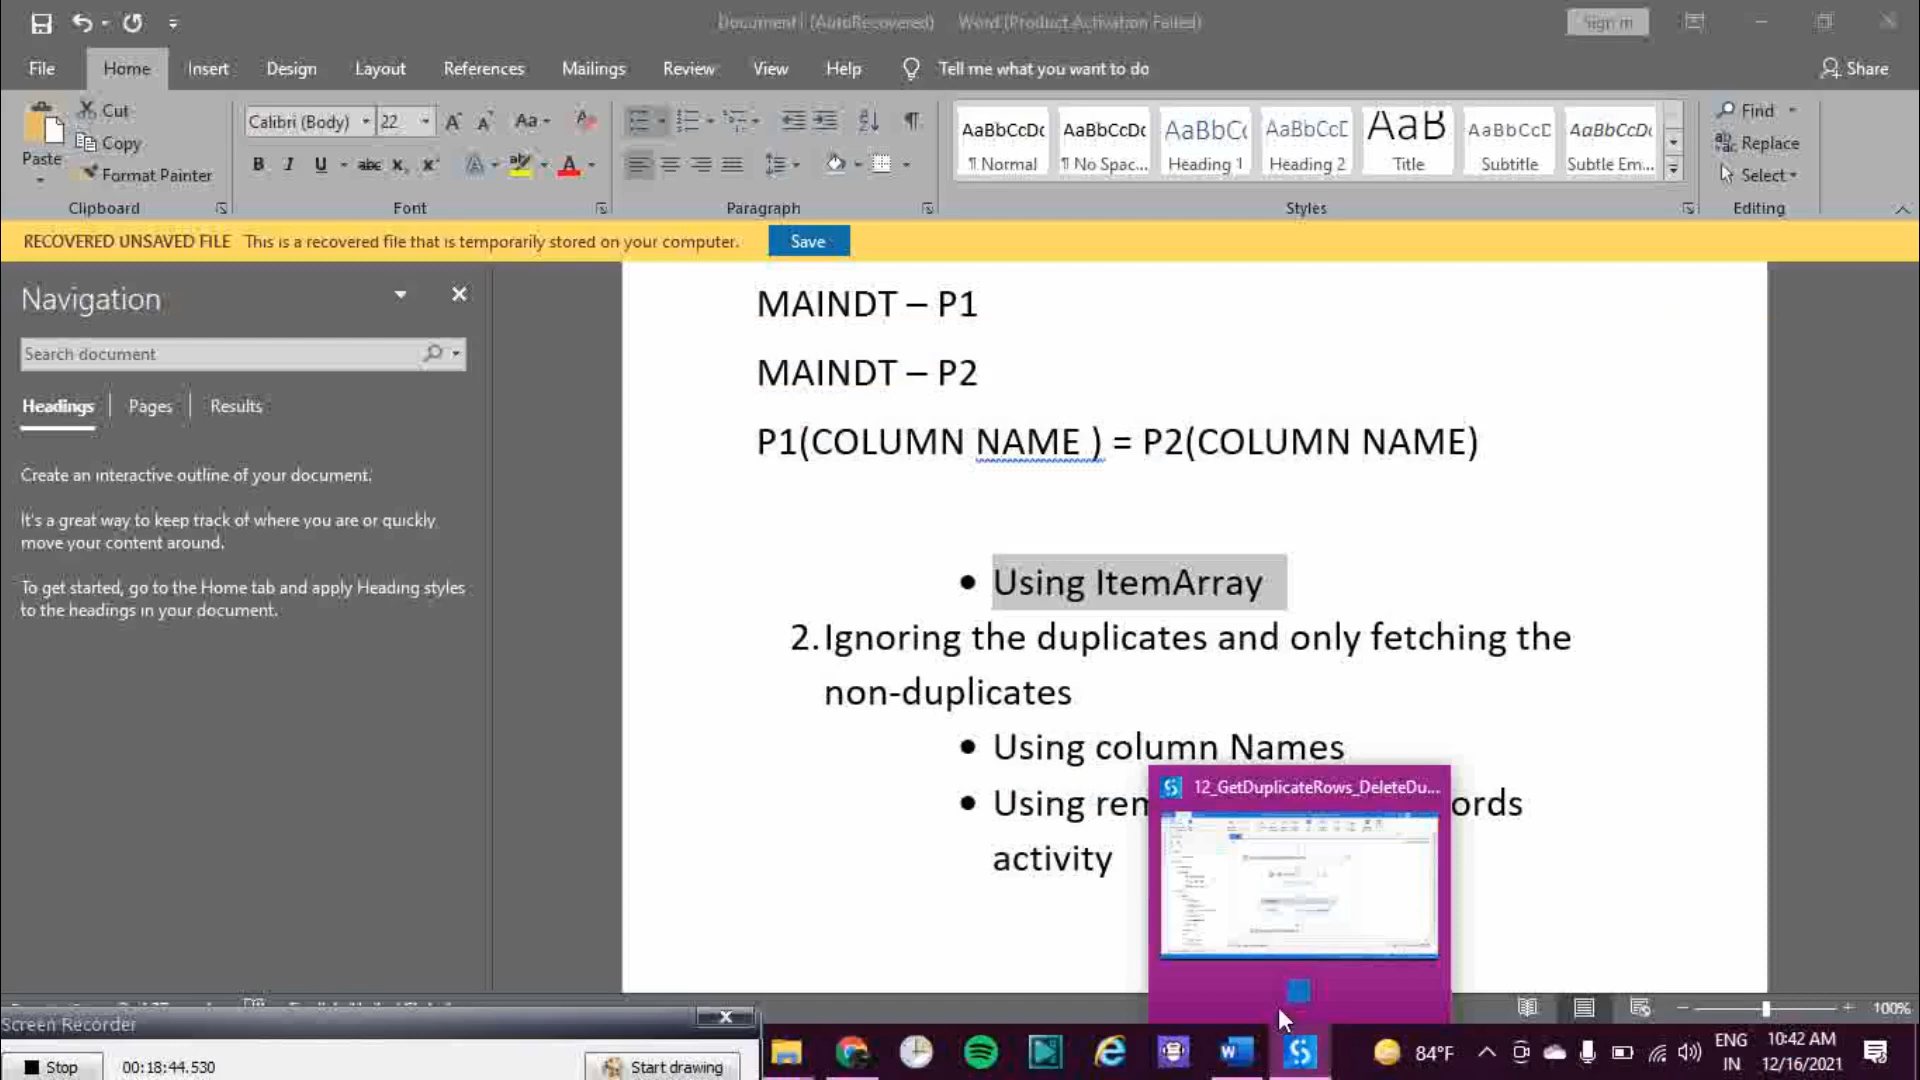 Document1 (AutoRecovered) Word (Product Activation Failed)
Sign in
File Home Insert Design Layout References Mailings Review View Help Tell me what you want to do
Share
Paste
Cut
Copy
Format Painter
Clipboard
Calibri (Body) 22
Aa
B I U abc x x A A
Font
Paragraph
AaBbCcDc AaBbCcDc AaBbCc AaBbCcE AaB AaBbCcE AaBbCcDc
¶ Normal ¶ No Spac... Heading 1 Heading 2 Title Subtitle Subtle Em...
Styles
Find
Replace
Select
Editing
RECOVERED UNSAVED FILE This is a recovered file that is temporarily stored on your computer. Save
Navigation
Search document
Headings Pages Results
Create an interactive outline of your document.
It's a great way to keep track of where you are or quickly
move your content around.
To get started, go to the Home tab and apply Heading styles
to the headings in your document.
MAINDT – P1
MAINDT – P2
P1(COLUMN NAME ) = P2(COLUMN NAME)
• Using ItemArray
2. Ignoring the duplicates and only fetching the
non-duplicates
• Using column Names
• Using rem
ords
activity
12_GetDuplicateRows_DeleteDu...
100%
Screen Recorder
Stop 00:18:44.530 Start drawing
84°F
ENG
IN
10:42 AM
12/16/2021